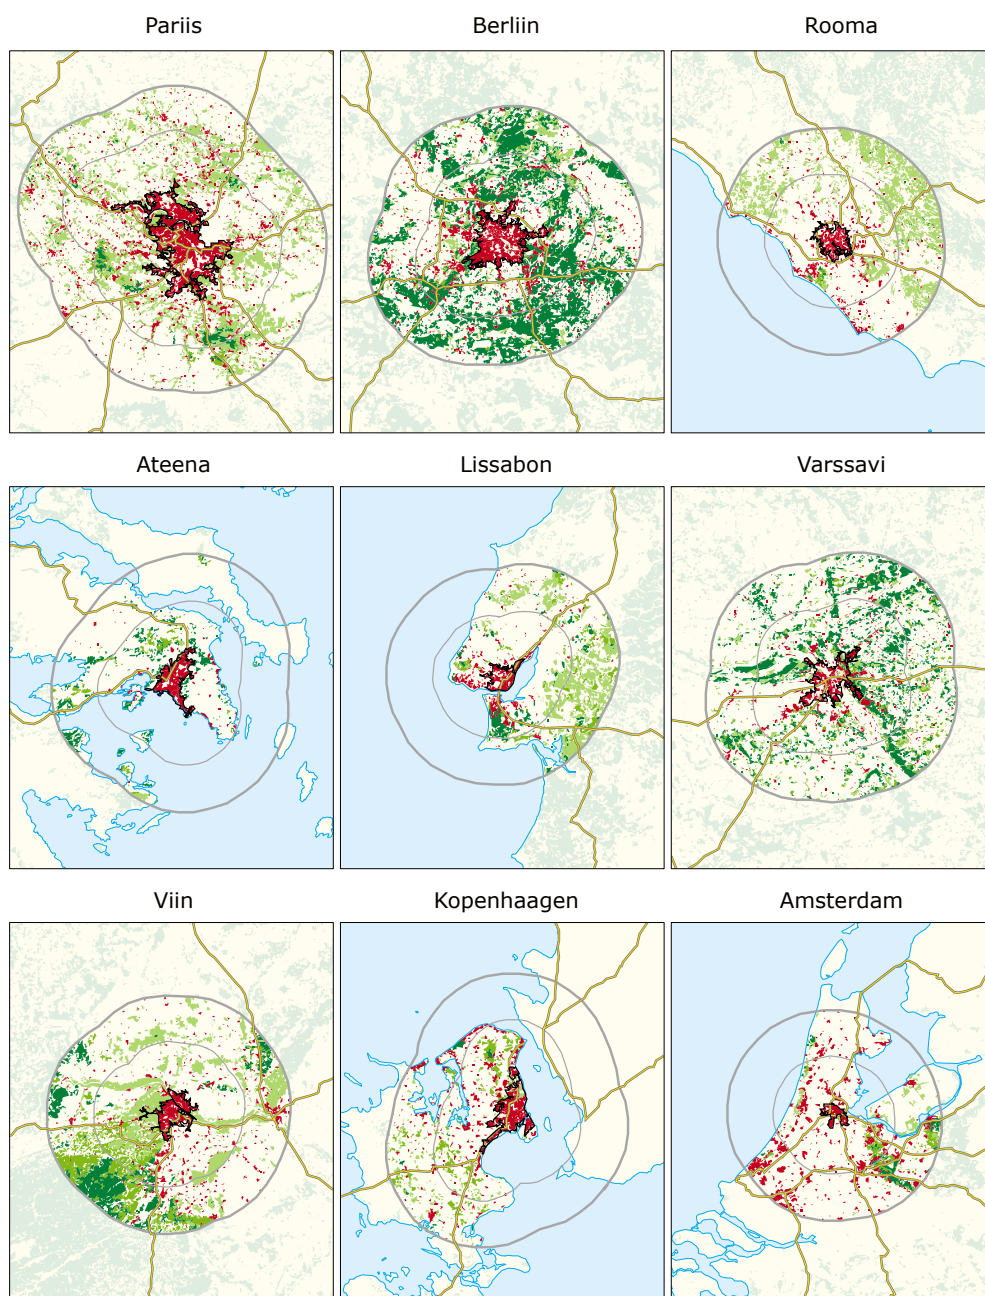 Pariis
Berliin
Rooma
Ateena
Lissabon
Varssavi
Viin
Kopenhaagen
Amsterdam